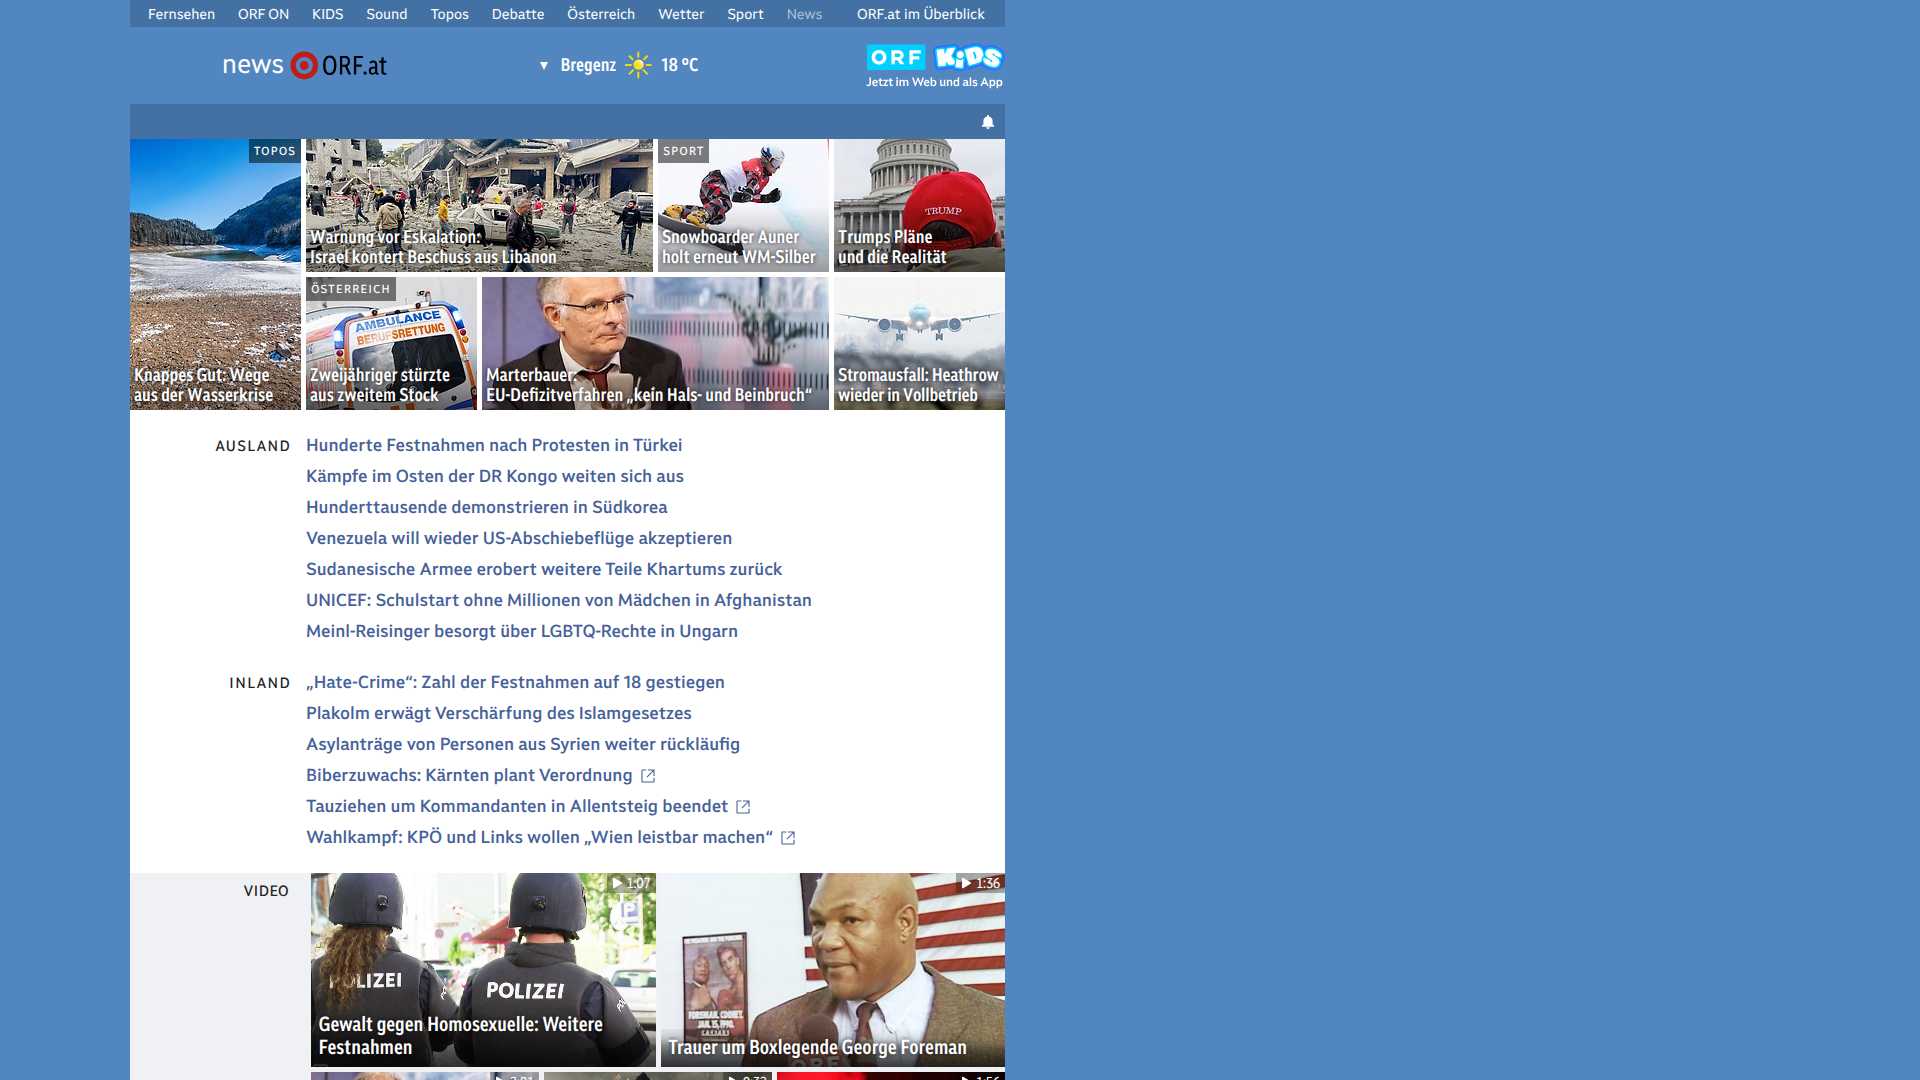 Fernsehen ORF ON KIDS Sound Topos Debatte Österreich Wetter Sport News ORF.at im Überblick
news ORF.at
▼ Bregenz 18 °C
ORF KiDS
Jetzt im Web und als App
TOPOS
Knappes Gut: Wege
aus der Wasserkrise
Warnung vor Eskalation:
Israel kontert Beschuss aus Libanon
SPORT
Snowboarder Auner
holt erneut WM-Silber
TRUMP
Trumps Pläne
und die Realität
ÖSTERREICH
AMBULANCE
BERUFSRETTUNG
Zweijähriger stürzte
aus zweitem Stock
Marterbauer:
EU-Defizitverfahren „kein Hals- und Beinbruch“
Stromausfall: Heathrow
wieder in Vollbetrieb
AUSLAND
Hunderte Festnahmen nach Protesten in Türkei
Kämpfe im Osten der DR Kongo weiten sich aus
Hunderttausende demonstrieren in Südkorea
Venezuela will wieder US-Abschiebeflüge akzeptieren
Sudanesische Armee erobert weitere Teile Khartums zurück
UNICEF: Schulstart ohne Millionen von Mädchen in Afghanistan
Meinl-Reisinger besorgt über LGBTQ-Rechte in Ungarn
INLAND
„Hate-Crime“: Zahl der Festnahmen auf 18 gestiegen
Plakolm erwägt Verschärfung des Islamgesetzes
Asylanträge von Personen aus Syrien weiter rückläufig
Biberzuwachs: Kärnten plant Verordnung
Tauziehen um Kommandanten in Allentsteig beendet
Wahlkampf: KPÖ und Links wollen „Wien leistbar machen“
VIDEO
1:07
P
POLIZEI
POLIZEI
Gewalt gegen Homosexuelle: Weitere
Festnahmen
1:36
FOREMAN, COONEY
JAN. 15, 1990
CAESARS
Trauer um Boxlegende George Foreman